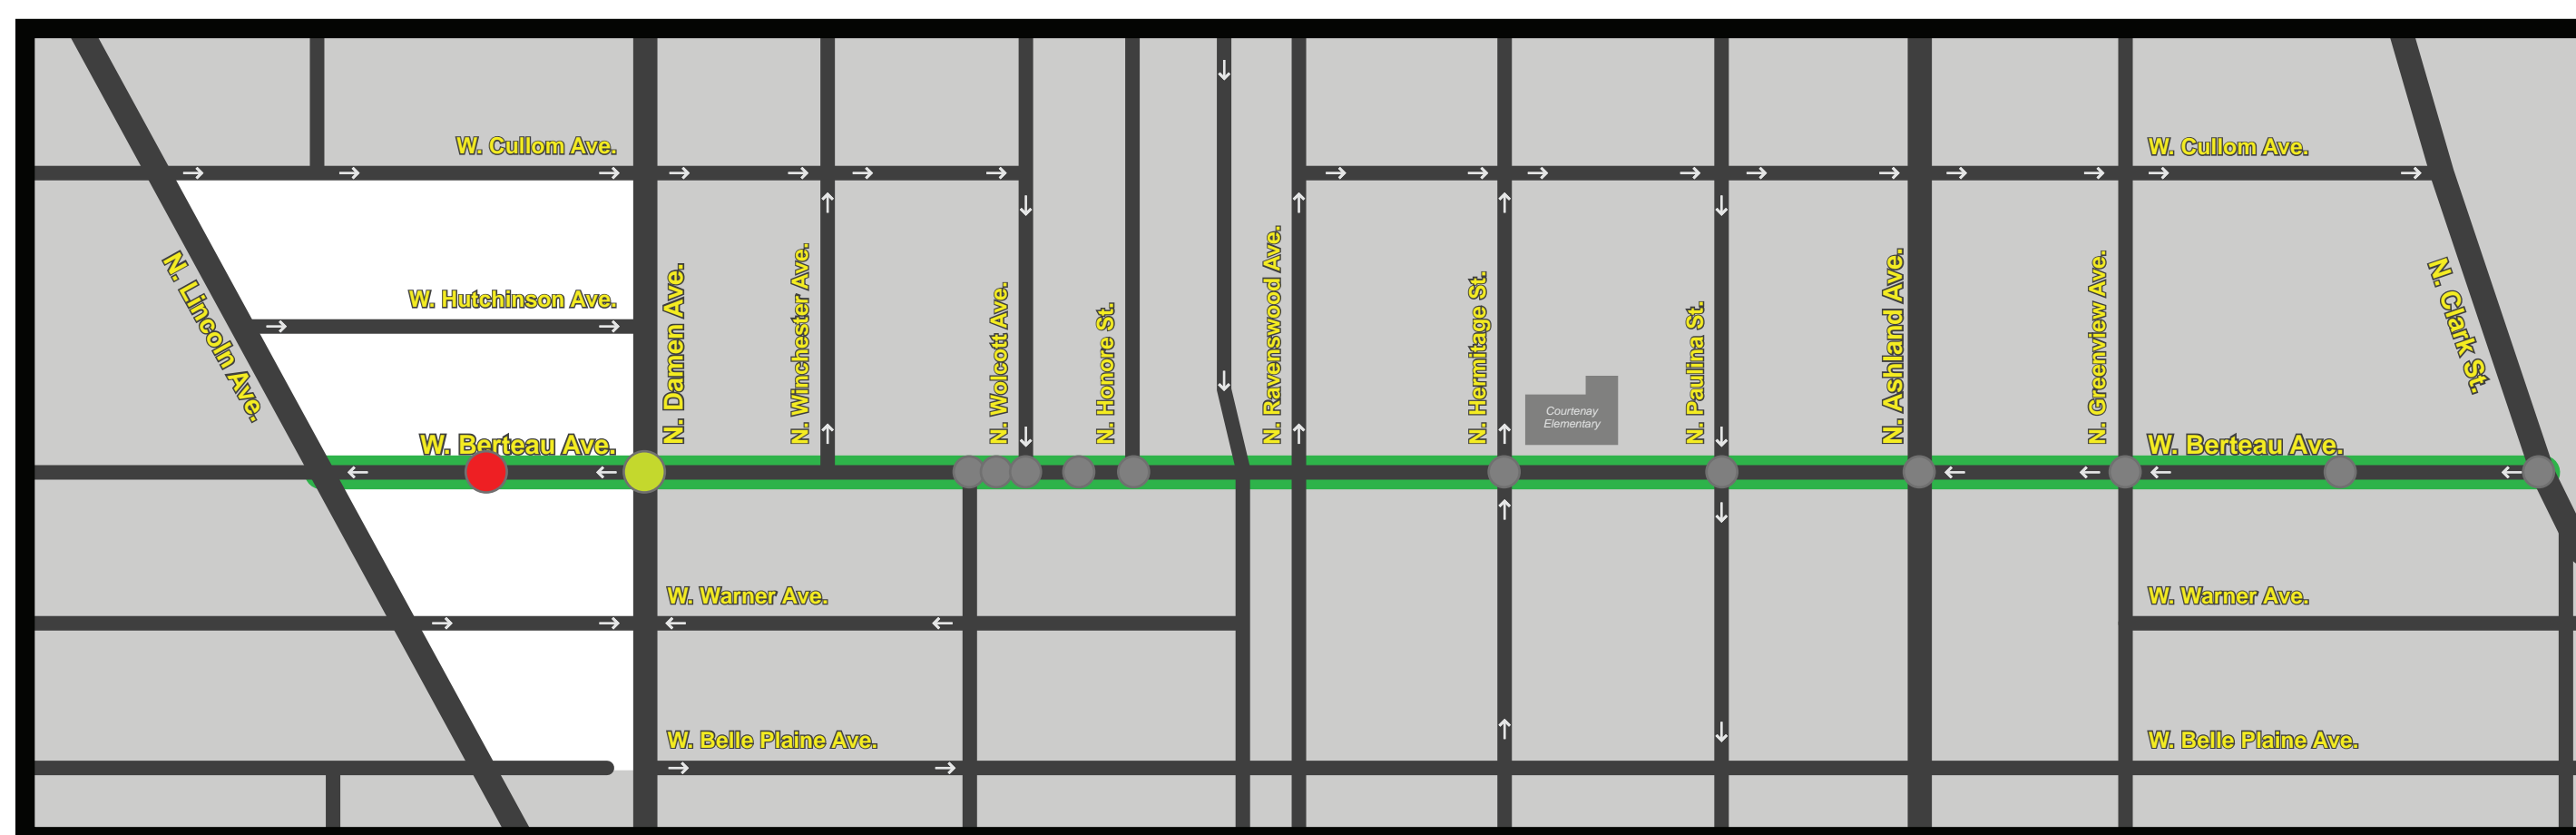 W. Cullom Ave.
W. Cullom Ave.
W. Hutchinson Ave.
N. Lincoln Ave.
N. Damen Ave.
N. Winchester Ave.
N. Wolcott Ave.
N. Honore St.
N. Ravenswood Ave.
N. Hermitage St.
Courtenay
Elementary
N. Paulina St.
N. Ashland Ave.
N. Greenview Ave.
N. Clark St.
W. Berteau Ave.
W. Berteau Ave.
W. Warner Ave.
W. Warner Ave.
W. Belle Plaine Ave.
W. Belle Plaine Ave.